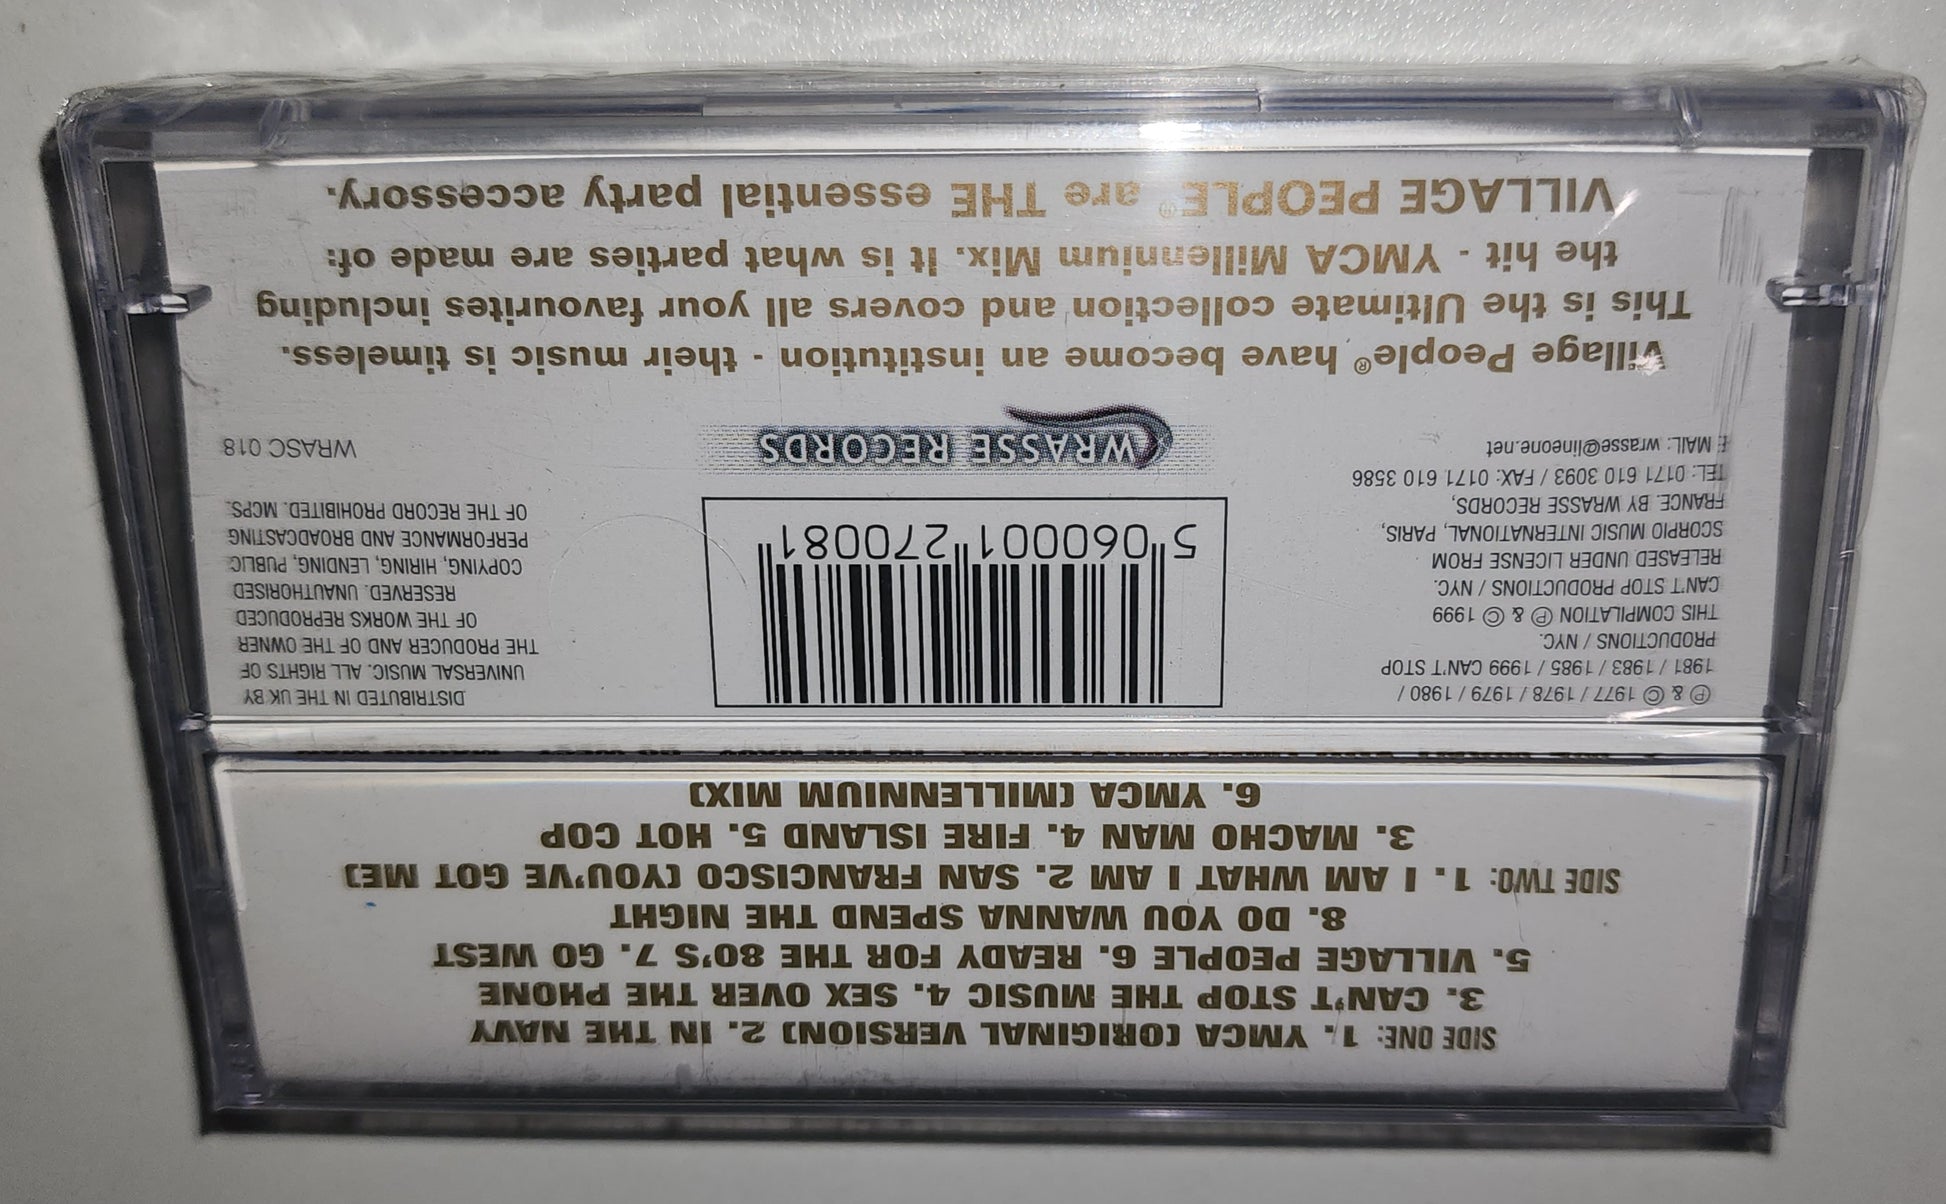 SIDE ONE: 1. YMCA (ORIGINAL VERSION) 2. IN THE NAVY
3. CAN'T STOP THE MUSIC 4. SEX OVER THE PHONE
5. VILLAGE PEOPLE 6. READY FOR THE 80'S 7. GO WEST
8. DO YOU WANNA SPEND THE NIGHT
SIDE TWO: 1. I AM WHAT I AM 2. SAN FRANCISCO (YOU'VE GOT ME)
3. MACHO MAN 4. FIRE ISLAND 5. HOT COP
6. YMCA (MILLENNIUM MIX)
℗ & © 1977 / 1978 / 1979 / 1980 /
1981 / 1983 / 1985 / 1999 CAN'T STOP
PRODUCTIONS / NYC.
THIS COMPILATION ℗ & © 1999
CAN'T STOP PRODUCTIONS / NYC.
RELEASED UNDER LICENSE FROM
SCORPIO MUSIC INTERNATIONAL, PARIS,
FRANCE. BY WRASSE RECORDS,
TEL: 0171 610 3093 / FAX: 0171 610 3586
E MAIL: wrasse@lineone.net
5 060001 270081
WRASSE RECORDS
DISTRIBUTED IN THE UK BY
UNIVERSAL MUSIC. ALL RIGHTS OF
THE PRODUCER AND OF THE OWNER
OF THE WORKS REPRODUCED
RESERVED. UNAUTHORISED
COPYING, HIRING, LENDING, PUBLIC
PERFORMANCE AND BROADCASTING
OF THE RECORD PROHIBITED. MCPS.
WRASC 018
Village People® have become an institution - their music is timeless.
This is the Ultimate collection and covers all your favourites including
the hit - YMCA Millennium Mix. It is what parties are made of:
VILLAGE PEOPLE® are THE essential party accessory.